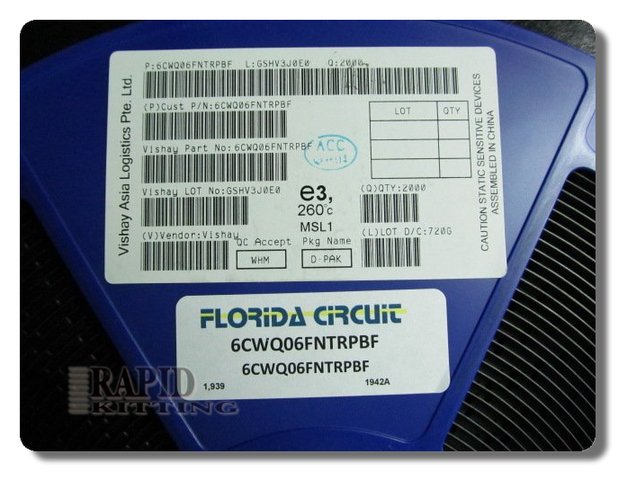 P:6CWQ06FNTRPBF L:GSHV3J0E0 Q:2000
(P)Cust P/N:6CWQ06FNTRPBF
Vishay Part No:6CWQ06FNTRPBF
Vishay LOT NO:GSHV3J0E0
(V)Vendor:Vishay
QC Accept Pkg Name
WHM D-PAK
e3,
260°c
MSL1
ACC
LOT QTY
(Q)QTY:2000
(L)LOT D/C:720G
Vishay Asia Logistics Pte. Ltd.
CAUTION STATIC SENSITIVE DEVICES
ASSEMBLED IN CHINA
FLORIDA CIRCUIT
6CWQ06FNTRPBF
6CWQ06FNTRPBF
1,939 1942A
RAPID
KITTING